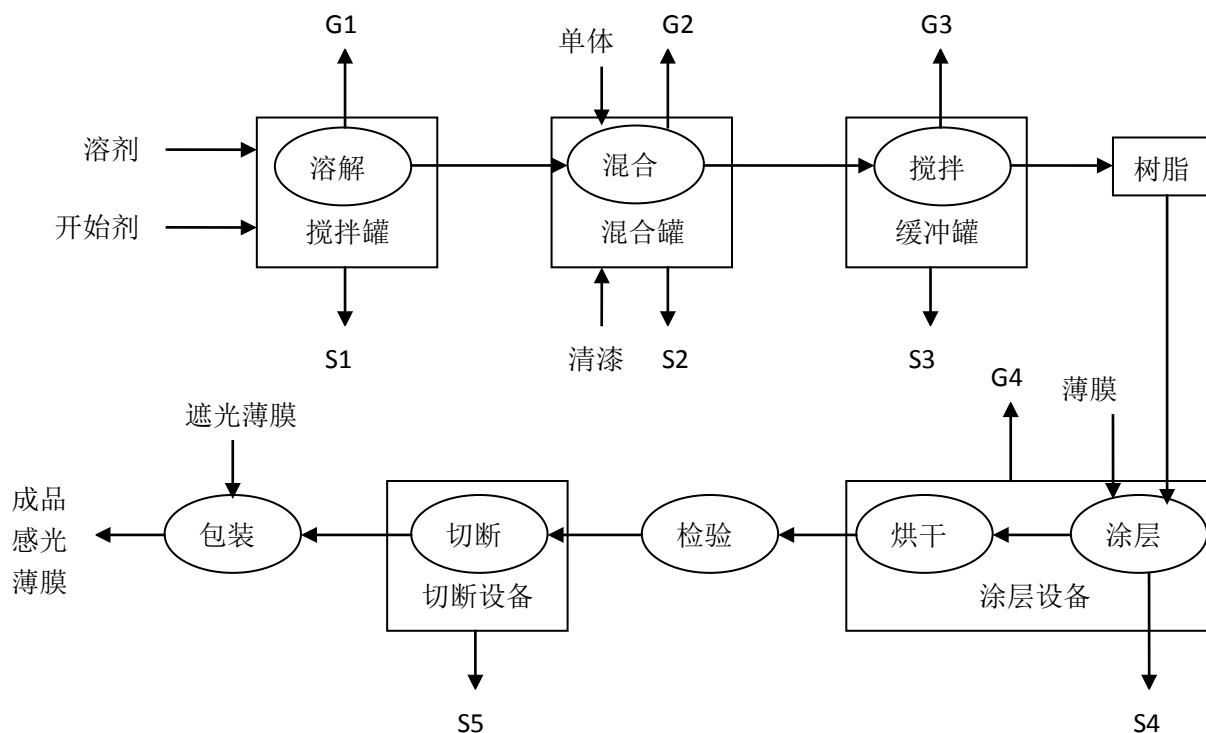 G1
G2
G3
单体
溶剂
溶解
混合
搅拌
树脂
开始剂
搅拌罐
混合罐
缓冲罐
S1
清漆
S2
S3
G4
薄膜
遮光薄膜
成品
感光
薄膜
包装
切断
检验
烘干
涂层
切断设备
涂层设备
S5
S4